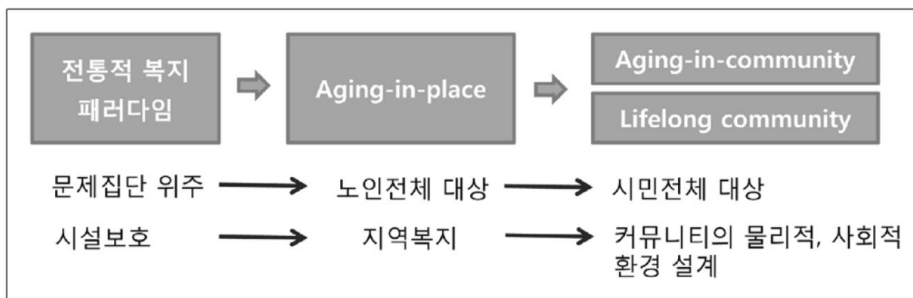 전통적 복지
패러다임
Aging-in-place
Aging-in-community
Lifelong community
문제집단 위주
노인전체 대상
시민전체 대상
시설보호
지역복지
커뮤니티의 물리적, 사회적
환경 설계